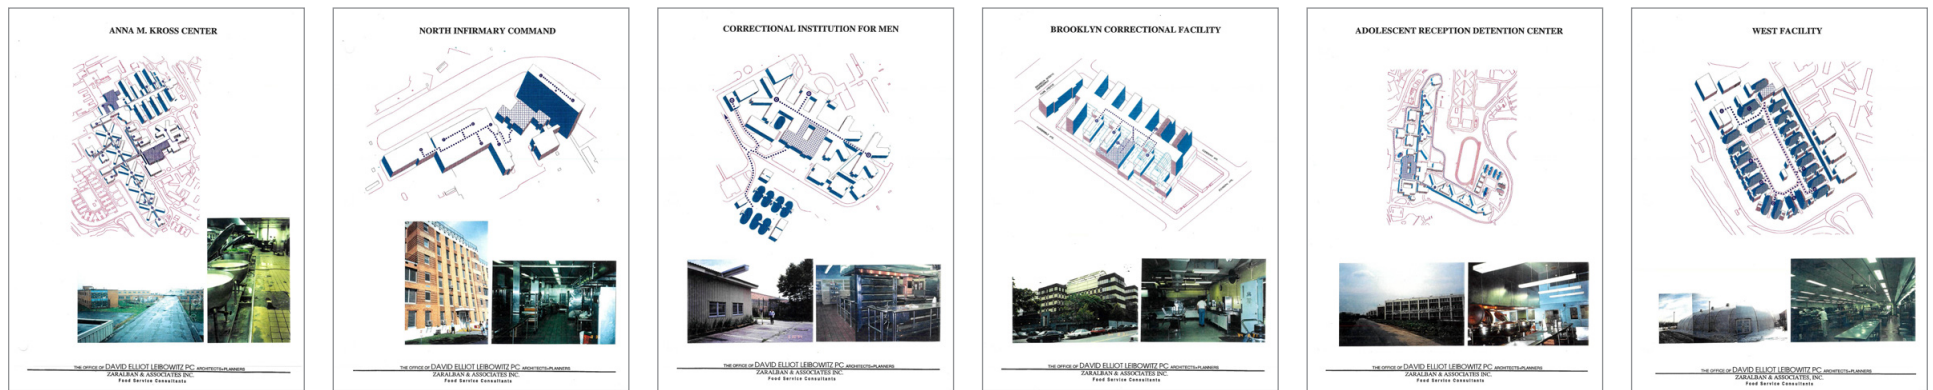 ANNA M. KROSS CENTER
THE OFFICE OF DAVID ELLIOT LEIBOWITZ PC ARCHITECTS+PLANNERS
ZARALBAN & ASSOCIATES INC.
Food Service Consultants
NORTH INFIRMARY COMMAND
THE OFFICE OF DAVID ELLIOT LEIBOWITZ PC ARCHITECTS+PLANNERS
ZARALBAN & ASSOCIATES, INC.
Food Service Consultants
CORRECTIONAL INSTITUTION FOR MEN
THE OFFICE OF DAVID ELLIOT LEIBOWITZ PC ARCHITECTS+PLANNERS
ZARALBAN & ASSOCIATES, INC.
Food Service Consultants
BROOKLYN CORRECTIONAL FACILITY
THE OFFICE OF DAVID ELLIOT LEIBOWITZ PC ARCHITECTS+PLANNERS
ZARALBAN & ASSOCIATES, INC.
Food Service Consultants
ADOLESCENT RECEPTION DETENTION CENTER
THE OFFICE OF DAVID ELLIOT LEIBOWITZ PC ARCHITECTS+PLANNERS
ZARALBAN & ASSOCIATES, INC.
Food Service Consultants
WEST FACILITY
THE OFFICE OF DAVID ELLIOT LEIBOWITZ PC ARCHITECTS+PLANNERS
ZARALBAN & ASSOCIATES, INC.
Food Service Consultants